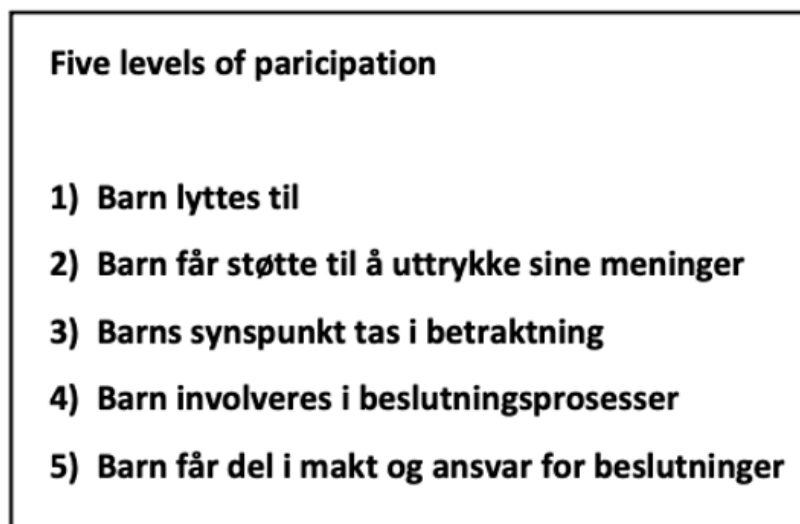 Five levels of paricipation
1) Barn lyttes til
2) Barn får støtte til å uttrykke sine meninger
3) Barns synspunkt tas i betraktning
4) Barn involveres i beslutningsprosesser
5) Barn får del i makt og ansvar for beslutninger